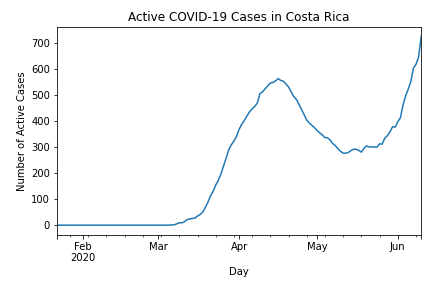 Active COVID-19 Cases in Costa Rica
700
600
500
400
300
200
100
0
Number of Active Cases
Feb Mar Apr May Jun
2020
Day